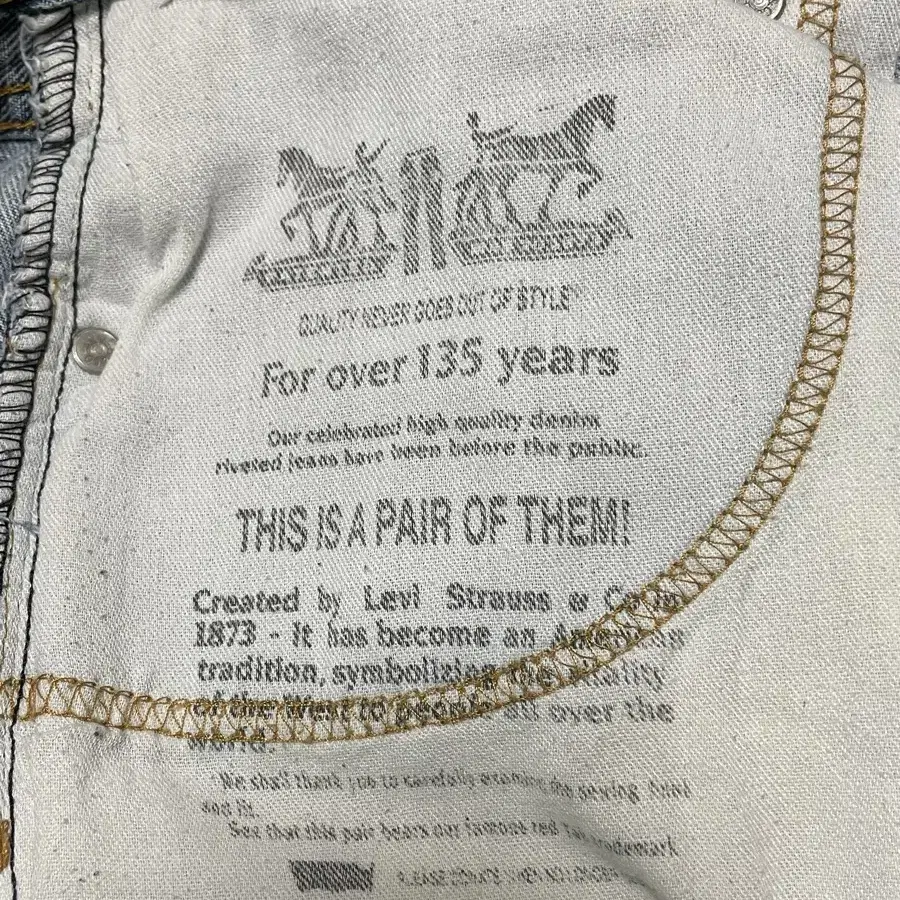 QUALITY NEVER GOES OUT OF STYLE
For over 135 years
Our celebrated high quality denim
riveted jeans have been before the public.
THIS IS A PAIR OF THEM!
Created by Levi Strauss & Co. in
1873 - It has become an American
tradition, symbolizing the vitality
of the West to people all over the
world.
We shall thank you to carefully examine the sewing,
and fit.
See that this pair bears our famous red Tab trademark
PLEASE